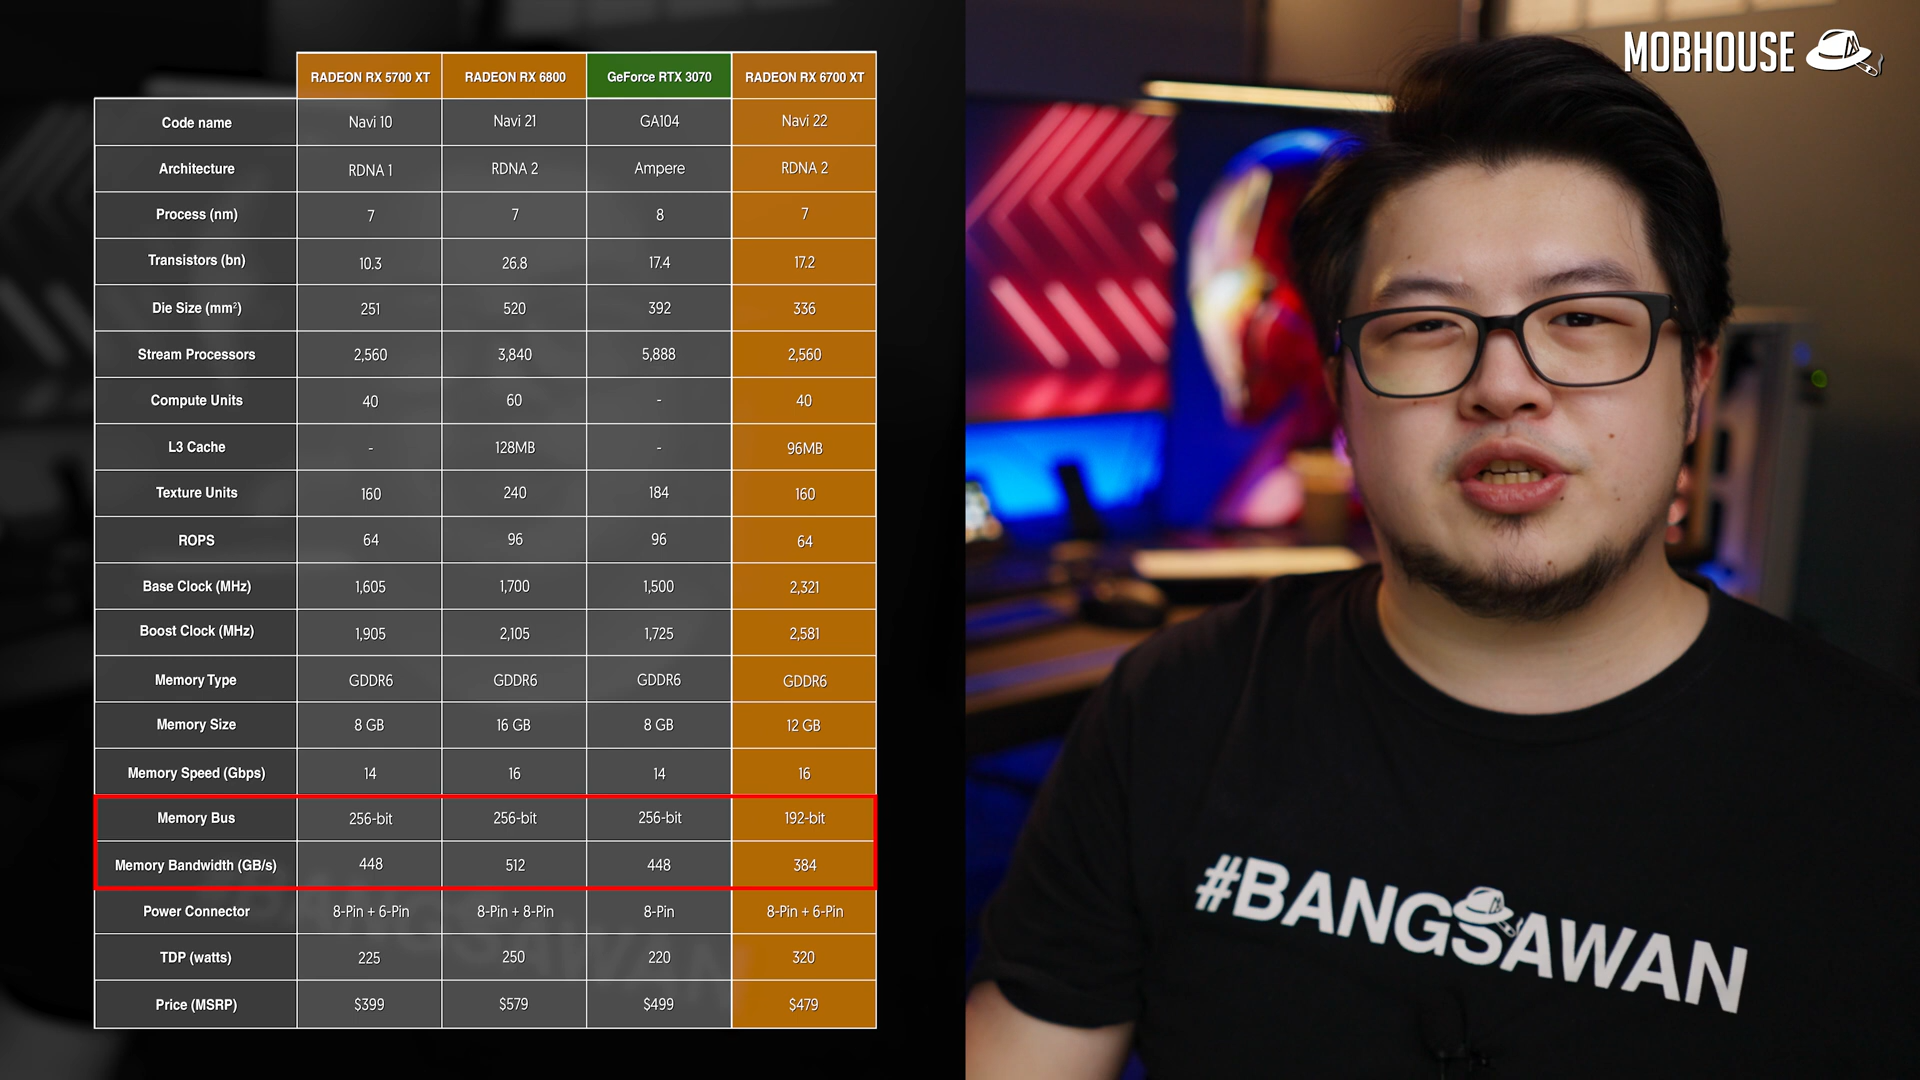 MOBHOUSE
RADEON RX 5700 XT RADEON RX 6800 GeForce RTX 3070 RADEON RX 6700 XT
Code name Navi 10 Navi 21 GA104 Navi 22
Architecture RDNA 1 RDNA 2 Ampere RDNA 2
Process (nm) 7 7 8 7
Transistors (bn) 10.3 26.8 17.4 17.2
Die Size (mm²) 251 520 392 336
Stream Processors 2,560 3,840 5,888 2,560
Compute Units 40 60 - 40
L3 Cache - 128MB - 96MB
Texture Units 160 240 184 160
ROPS 64 96 96 64
Base Clock (MHz) 1,605 1,700 1,500 2,321
Boost Clock (MHz) 1,905 2,105 1,725 2,581
Memory Type GDDR6 GDDR6 GDDR6 GDDR6
Memory Size 8 GB 16 GB 8 GB 12 GB
Memory Speed (Gbps) 14 16 14 16
Memory Bus 256-bit 256-bit 256-bit 192-bit
Memory Bandwidth (GB/s) 448 512 448 384
Power Connector 8-Pin + 6-Pin 8-Pin + 8-Pin 8-Pin 8-Pin + 6-Pin
TDP (watts) 225 250 220 320
Price (MSRP) $399 $579 $499 $479
#BANGSAWAN